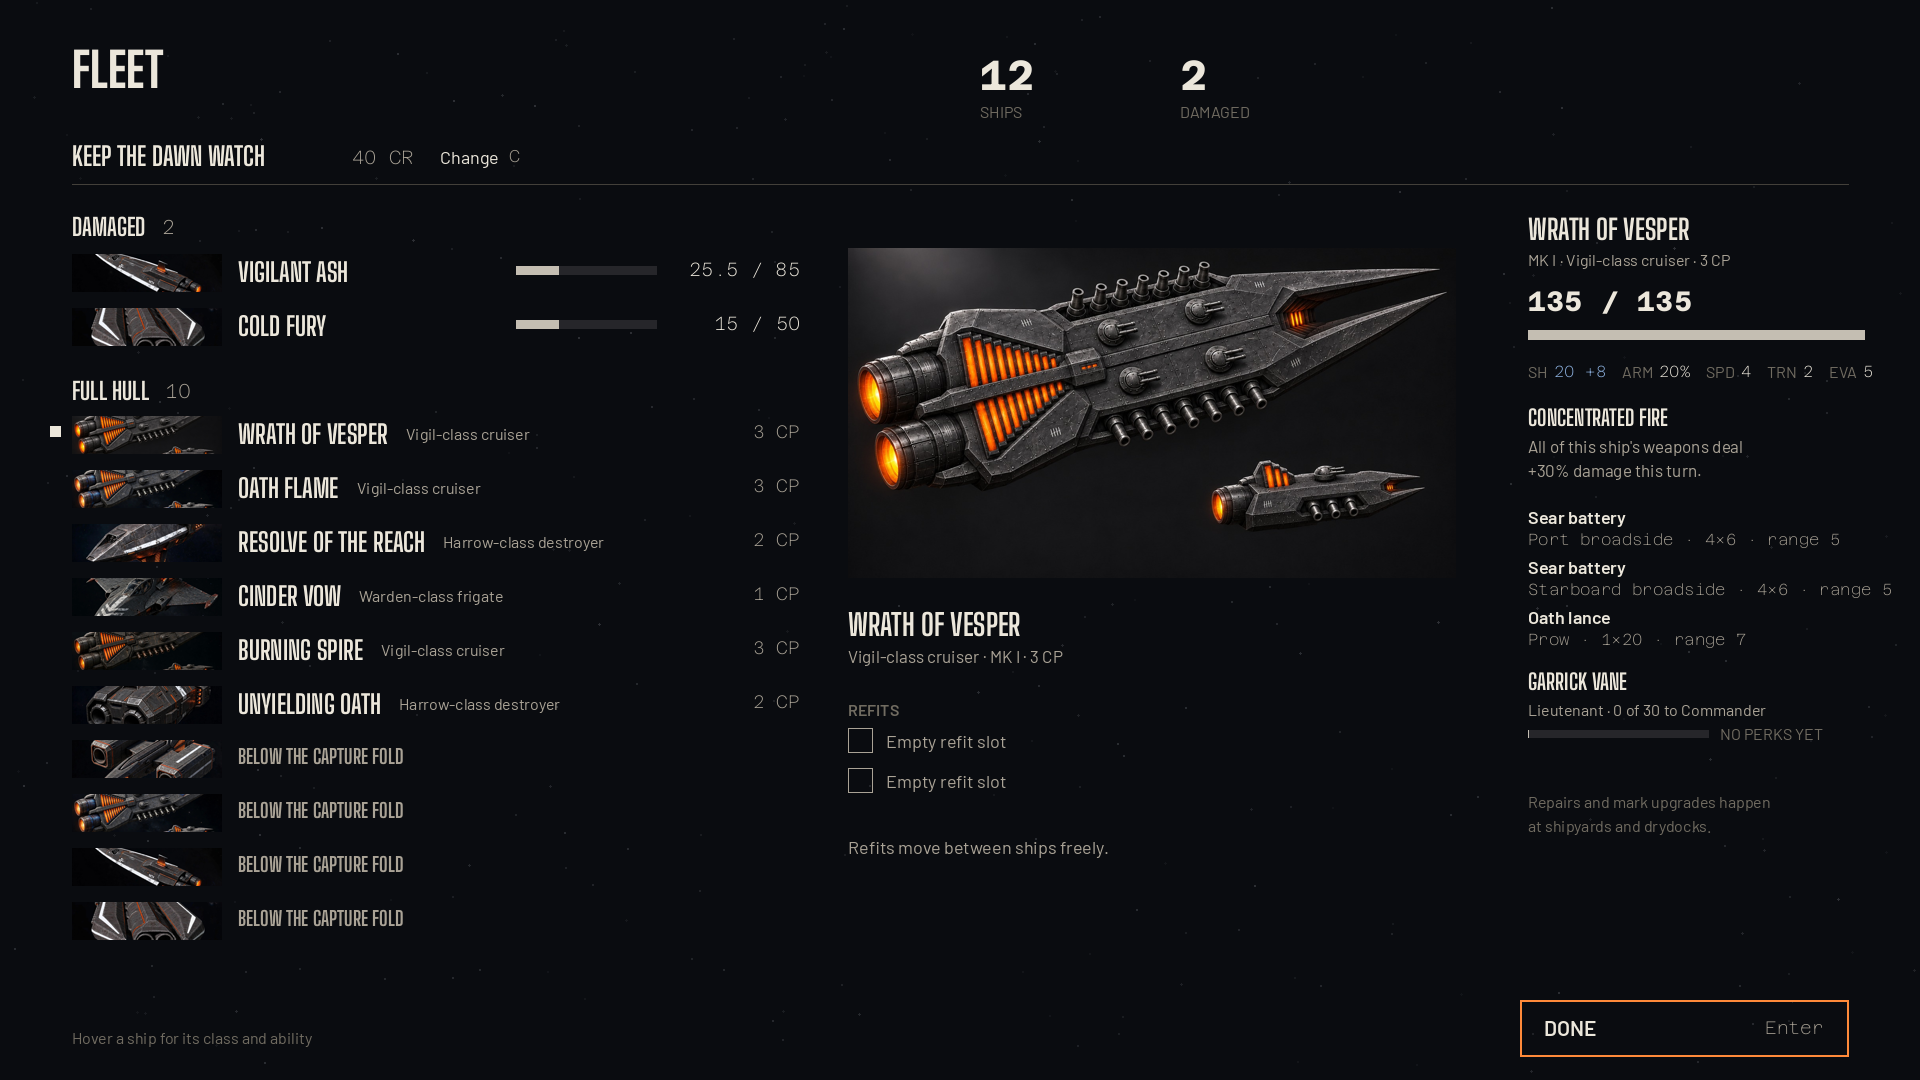 FLEET
12
SHIPS
2
DAMAGED
KEEP THE DAWN WATCH 40 CR Change C
DAMAGED 2
VIGILANT ASH 25.5 / 85
COLD FURY 15 / 50
FULL HULL 10
WRATH OF VESPER Vigil-class cruiser 3 CP
OATH FLAME Vigil-class cruiser 3 CP
RESOLVE OF THE REACH Harrow-class destroyer 2 CP
CINDER VOW Warden-class frigate 1 CP
BURNING SPIRE Vigil-class cruiser 3 CP
UNYIELDING OATH Harrow-class destroyer 2 CP
BELOW THE CAPTURE FOLD
BELOW THE CAPTURE FOLD
BELOW THE CAPTURE FOLD
BELOW THE CAPTURE FOLD
Hover a ship for its class and ability
WRATH OF VESPER
Vigil-class cruiser · MK I · 3 CP
REFITS
Empty refit slot
Empty refit slot
Refits move between ships freely.
WRATH OF VESPER
MK I · Vigil-class cruiser · 3 CP
135 / 135
SH 20 +8 ARM 20% SPD 4 TRN 2 EVA 5
CONCENTRATED FIRE
All of this ship's weapons deal
+30% damage this turn.
Sear battery
Port broadside · 4×6 · range 5
Sear battery
Starboard broadside · 4×6 · range 5
Oath lance
Prow · 1×20 · range 7
GARRICK VANE
Lieutenant · 0 of 30 to Commander
NO PERKS YET
Repairs and mark upgrades happen
at shipyards and drydocks.
DONE Enter